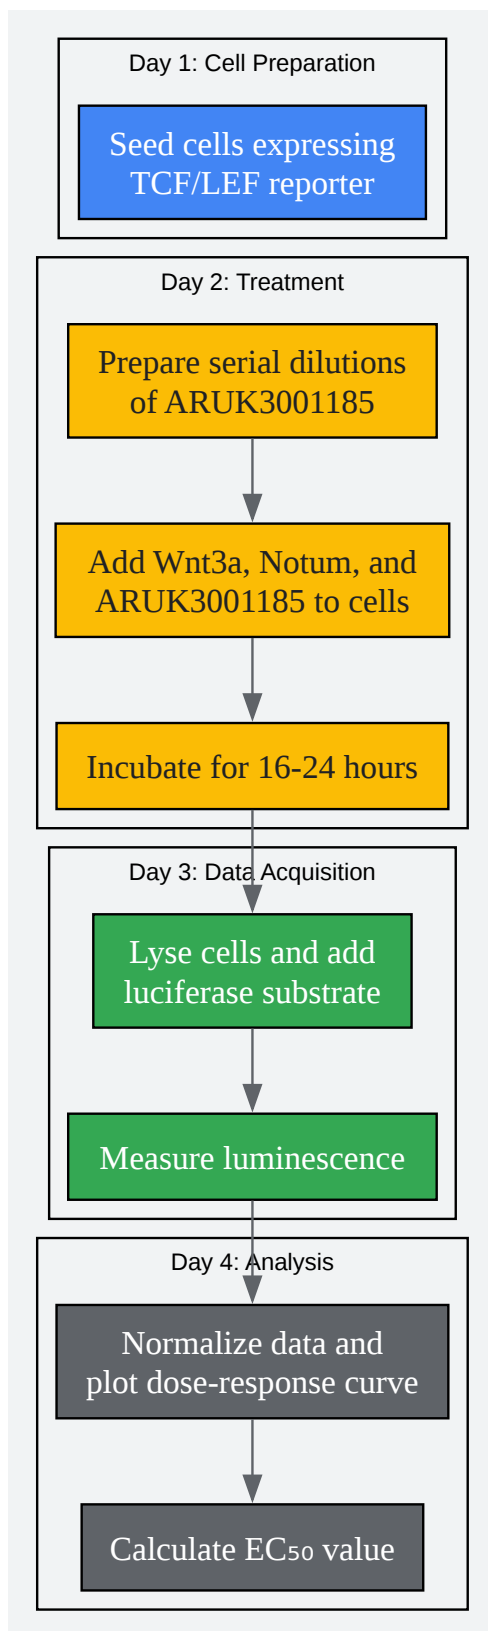 Day 1: Cell Preparation
Seed cells expressing
TCF/LEF reporter
Day 2: Treatment
Prepare serial dilutions
of ARUK3001185
Add Wnt3a, Notum, and
ARUK3001185 to cells
Incubate for 16-24 hours
Day 3: Data Acquisition
Lyse cells and add
luciferase substrate
Measure luminescence
Day 4: Analysis
Normalize data and
plot dose-response curve
Calculate EC₅₀ value